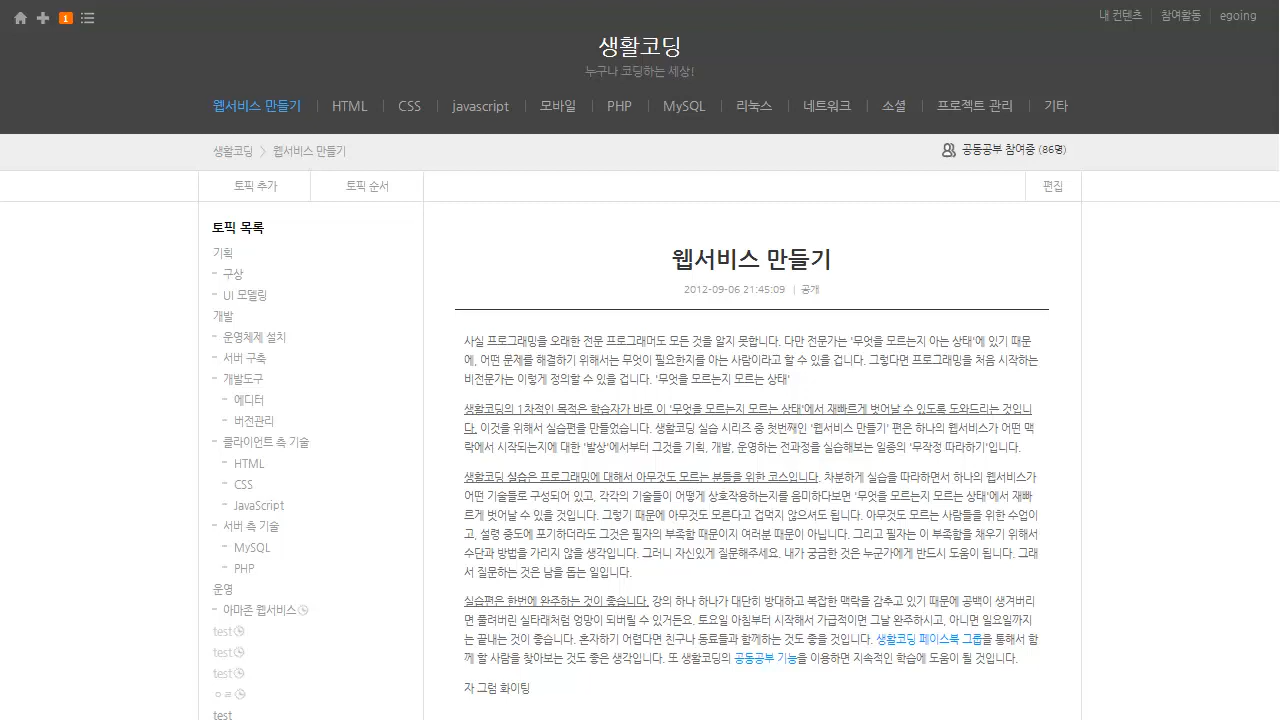 1
내 컨텐츠 참여활동 egoing
생활코딩
누구나 코딩하는 세상!
웹서비스 만들기 HTML CSS javascript 모바일 PHP MySQL 리눅스 네트워크 소셜 프로젝트 관리 기타
생활코딩 웹서비스 만들기 공동공부 참여중 (86명)
토픽 추가 토픽 순서 편집
토픽 목록
기획
- 구상
- UI 모델링
개발
- 운영체제 설치
- 서버 구축
- 개발도구
- 에디터
- 버전관리
- 클라이언트 측 기술
- HTML
- CSS
- JavaScript
- 서버 측 기술
- MySQL
- PHP
운영
- 아마존 웹서비스
test
test
test
ㅇㄹ
test
웹서비스 만들기
2012-09-06 21:45:09 | 공개
사실 프로그래밍을 오래한 전문 프로그래머도 모든 것을 알지 못합니다. 다만 전문가는 '무엇을 모르는지 아는 상태'에 있기 때문
에, 어떤 문제를 해결하기 위해서는 무엇이 필요한지를 아는 사람이라고 할 수 있을 겁니다. 그렇다면 프로그래밍을 처음 시작하는
비전문가는 이렇게 정의할 수 있을 겁니다. '무엇을 모르는지 모르는 상태'
생활코딩의 1차적인 목적은 학습자가 바로 이 '무엇을 모르는지 모르는 상태'에서 재빠르게 벗어날 수 있도록 도와드리는 것입니
다. 이것을 위해서 실습편을 만들었습니다. 생활코딩 실습 시리즈 중 첫번째인 '웹서비스 만들기' 편은 하나의 웹서비스가 어떤 맥
락에서 시작되는지에 대한 '발상'에서부터 그것을 기획, 개발, 운영하는 전과정을 실습해보는 일종의 '무작정 따라하기'입니다.
생활코딩 실습은 프로그래밍에 대해서 아무것도 모르는 분들을 위한 코스입니다. 차분하게 실습을 따라하면서 하나의 웹서비스가
어떤 기술들로 구성되어 있고, 각각의 기술들이 어떻게 상호작용하는지를 음미하다보면 '무엇을 모르는지 모르는 상태'에서 재빠
르게 벗어날 수 있을 것입니다. 그렇기 때문에 아무것도 모른다고 겁먹지 않으셔도 됩니다. 아무것도 모르는 사람들을 위한 수업이
고, 설령 중도에 포기하더라도 그것은 필자의 부족함 때문이지 여러분 때문이 아닙니다. 그리고 필자는 이 부족함을 채우기 위해서
수단과 방법을 가리지 않을 생각입니다. 그러니 자신있게 질문해주세요. 내가 궁금한 것은 누군가에게 반드시 도움이 됩니다. 그래
서 질문하는 것은 남을 돕는 일입니다.
실습편은 한번에 완주하는 것이 좋습니다. 강의 하나 하나가 대단히 방대하고 복잡한 맥락을 감추고 있기 때문에 공백이 생겨버리
면 풀려버린 실타래처럼 엉망이 되버릴 수 있거든요. 토요일 아침부터 시작해서 가급적이면 그날 완주하시고, 아니면 일요일까지
는 끝내는 것이 좋습니다. 혼자하기 어렵다면 친구나 동료들과 함께하는 것도 좋을 것입니다. 생활코딩 페이스북 그룹을 통해서 함
께 할 사람을 찾아보는 것도 좋은 생각입니다. 또 생활코딩의 공동공부 기능을 이용하면 지속적인 학습에 도움이 될 것입니다.
자 그럼 화이팅